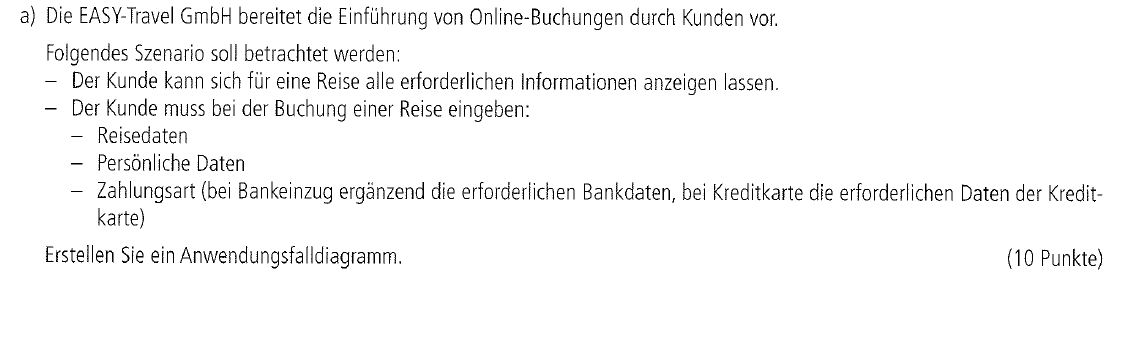 a) Die EASY-Travel GmbH bereitet die Einführung von Online-Buchungen durch Kunden vor.
Folgendes Szenario soll betrachtet werden:
– Der Kunde kann sich für eine Reise alle erforderlichen Informationen anzeigen lassen.
– Der Kunde muss bei der Buchung einer Reise eingeben:
– Reisedaten
– Persönliche Daten
– Zahlungsart (bei Bankeinzug ergänzend die erforderlichen Bankdaten, bei Kreditkarte die erforderlichen Daten der Kredit-
karte)
Erstellen Sie ein Anwendungsfalldiagramm. (10 Punkte)